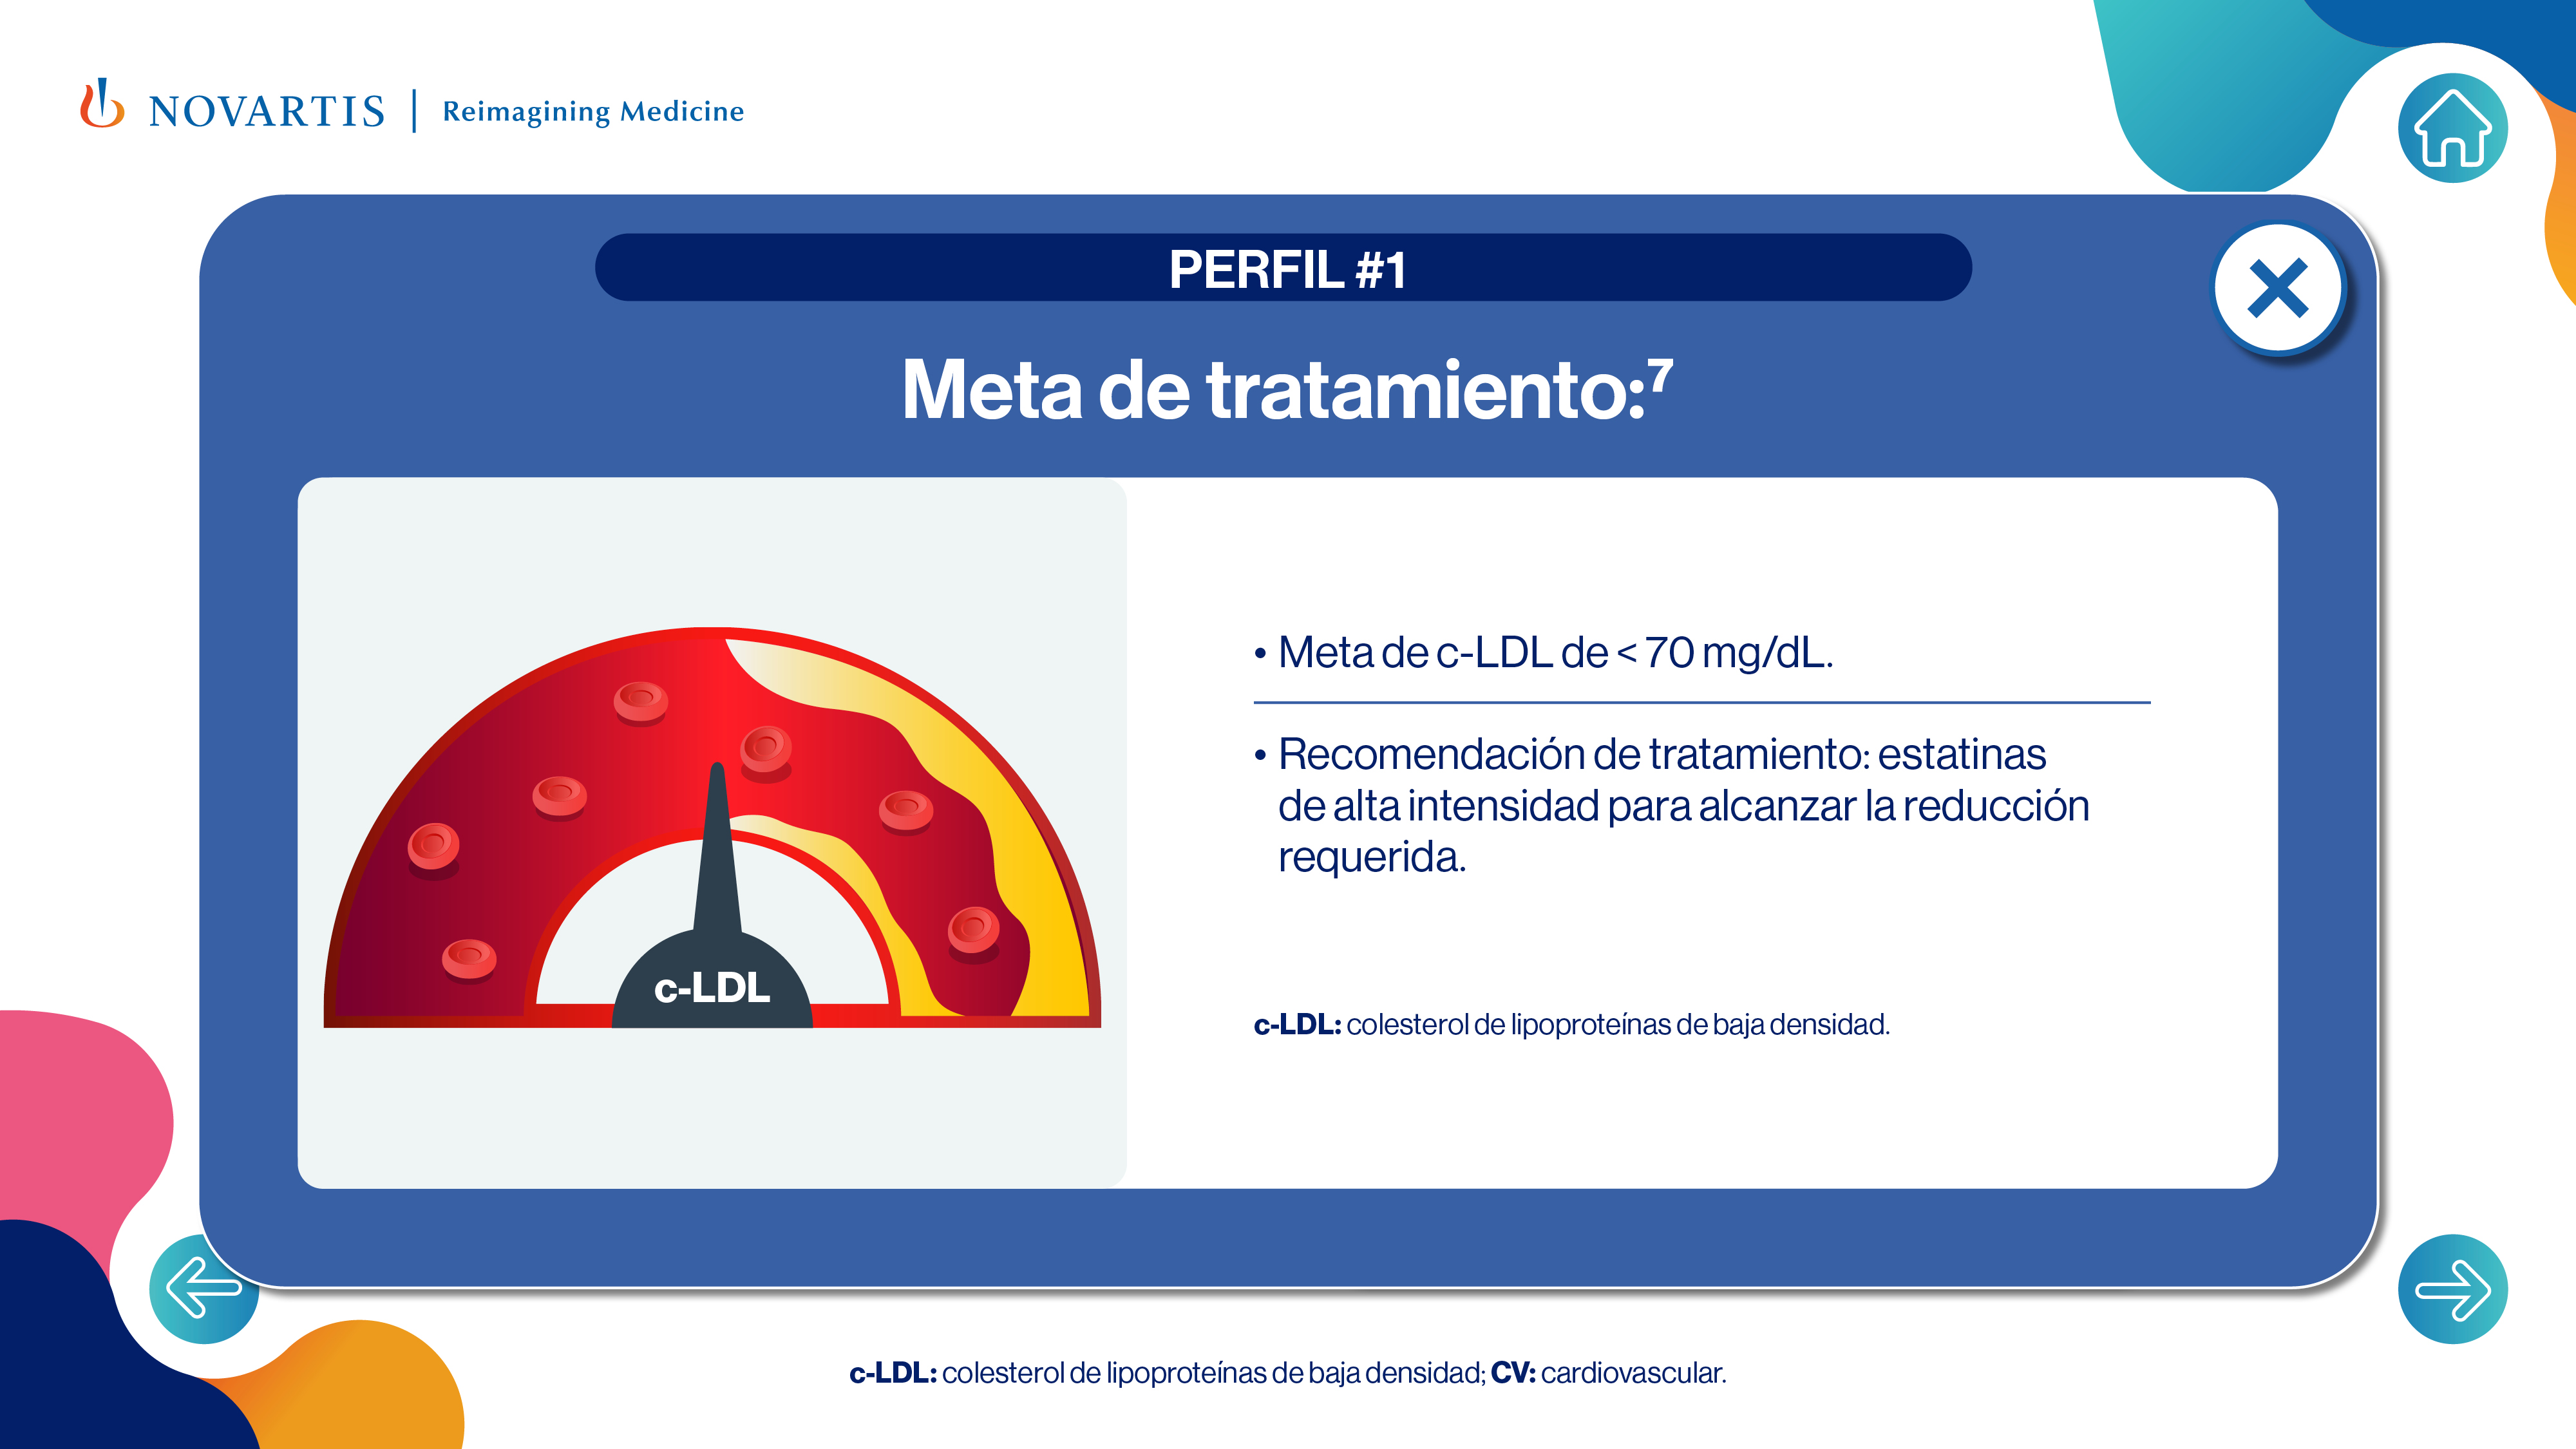 NOVARTIS | Reimagining Medicine
PERFIL #1
Meta de tratamiento:⁷
• Meta de c-LDL de < 70 mg/dL.
• Recomendación de tratamiento: estatinas
de alta intensidad para alcanzar la reducción
requerida.
c-LDL
c-LDL: colesterol de lipoproteínas de baja densidad.
c-LDL: colesterol de lipoproteínas de baja densidad; CV: cardiovascular.